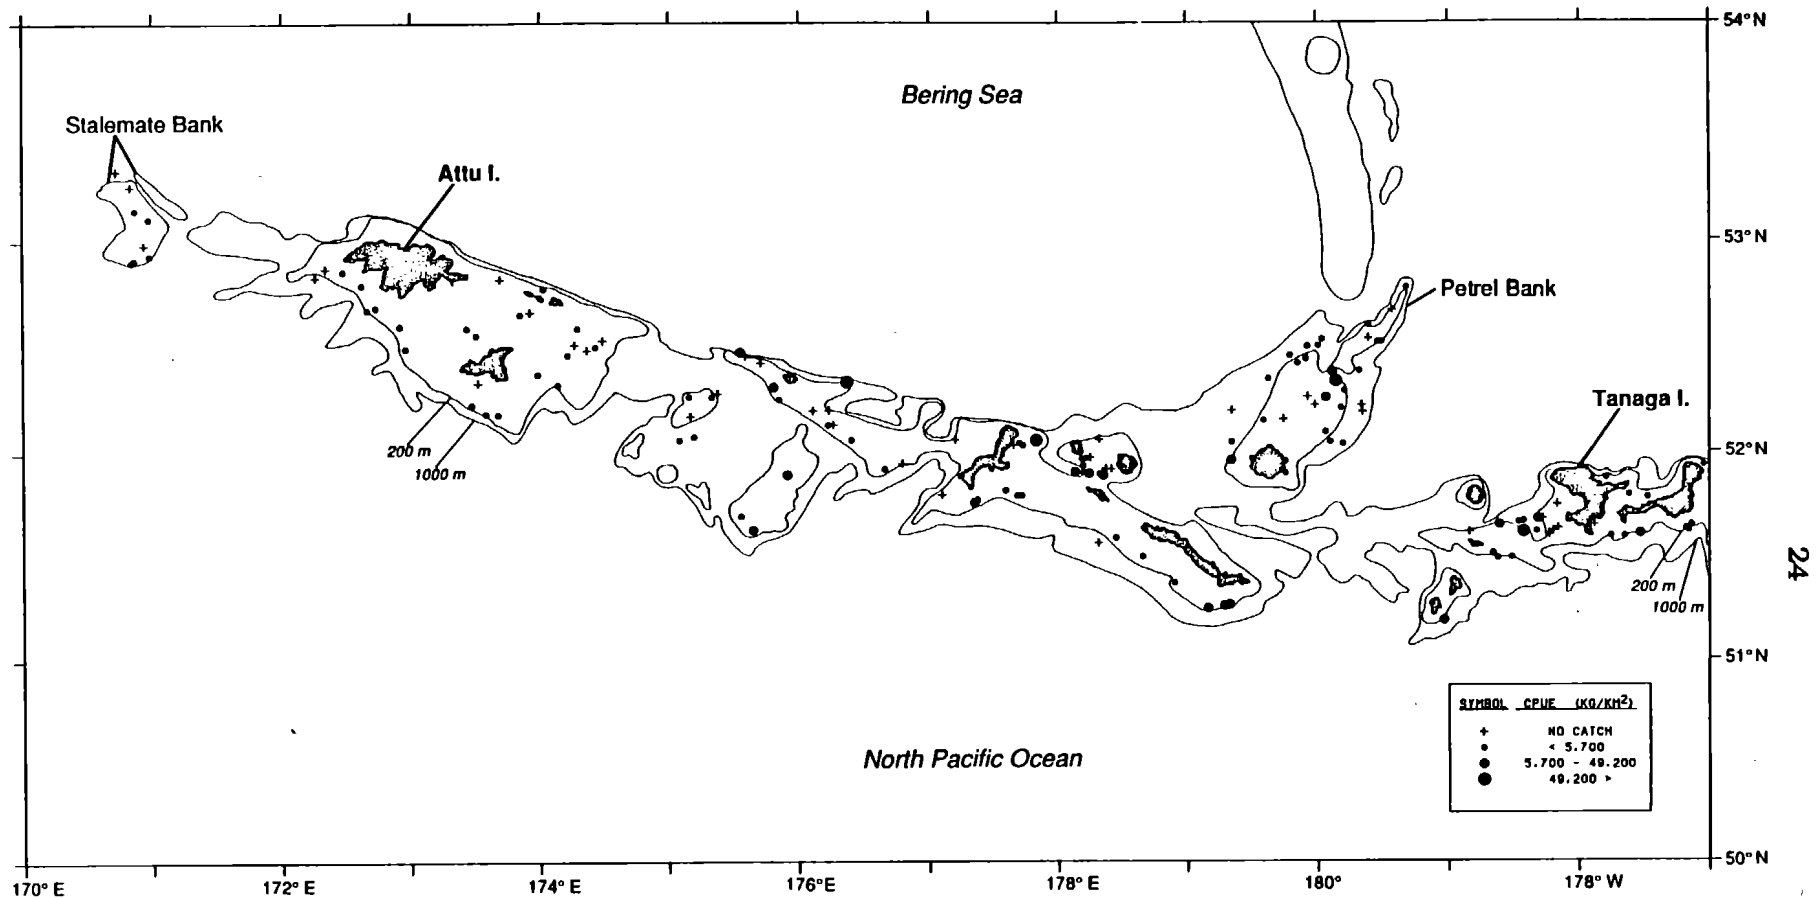 54° N
Bering Sea
Stalemate Bank
Attu I.
53° N
Petrel Bank
Tanaga I.
52° N
200 m
1000 m
24
200 m
1000 m
51° N
SYMBOL CPUE (KG/KM²)
+ NO CATCH
• < 5.700
● 5.700 - 49.200
● 49.200 >
North Pacific Ocean
50° N
170° E 172° E 174° E 176°E 178° E 180° 178° W